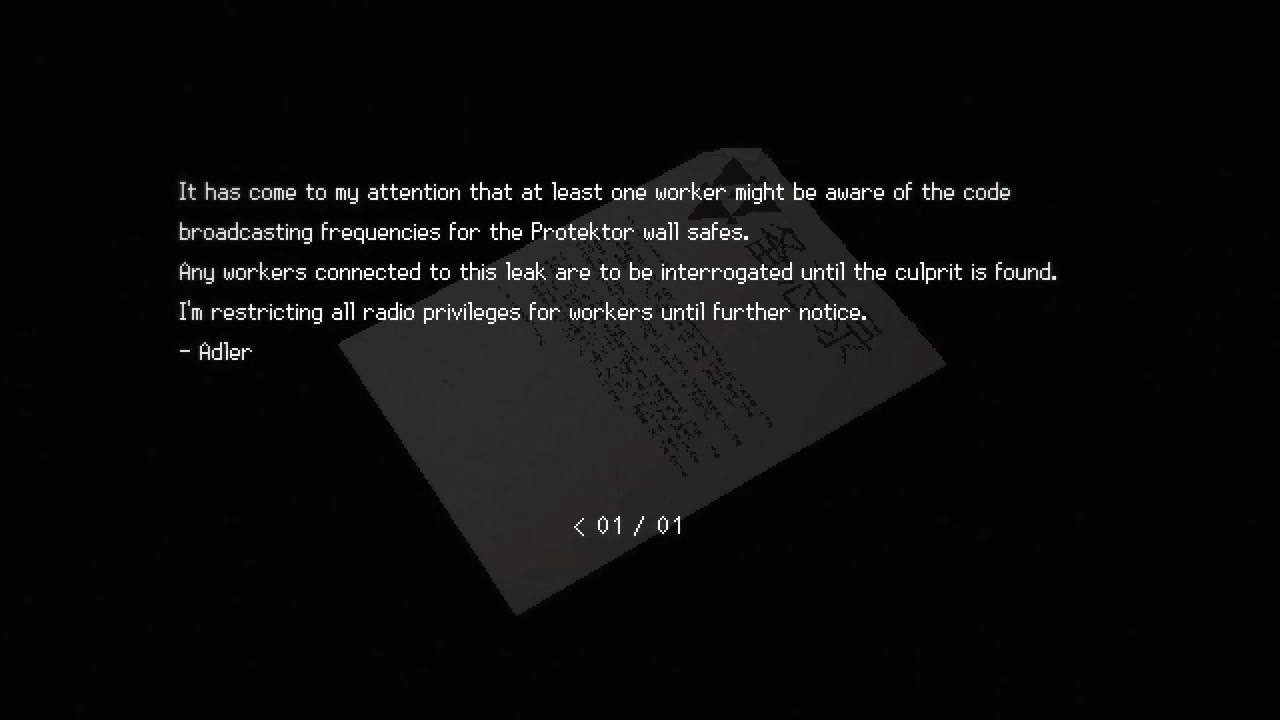 It has come to my attention that at least one worker might be aware of the code
broadcasting frequencies for the Protektor wall safes.
Any workers connected to this leak are to be interrogated until the culprit is found.
I'm restricting all radio privileges for workers until further notice.
- Adler
< 01 / 01